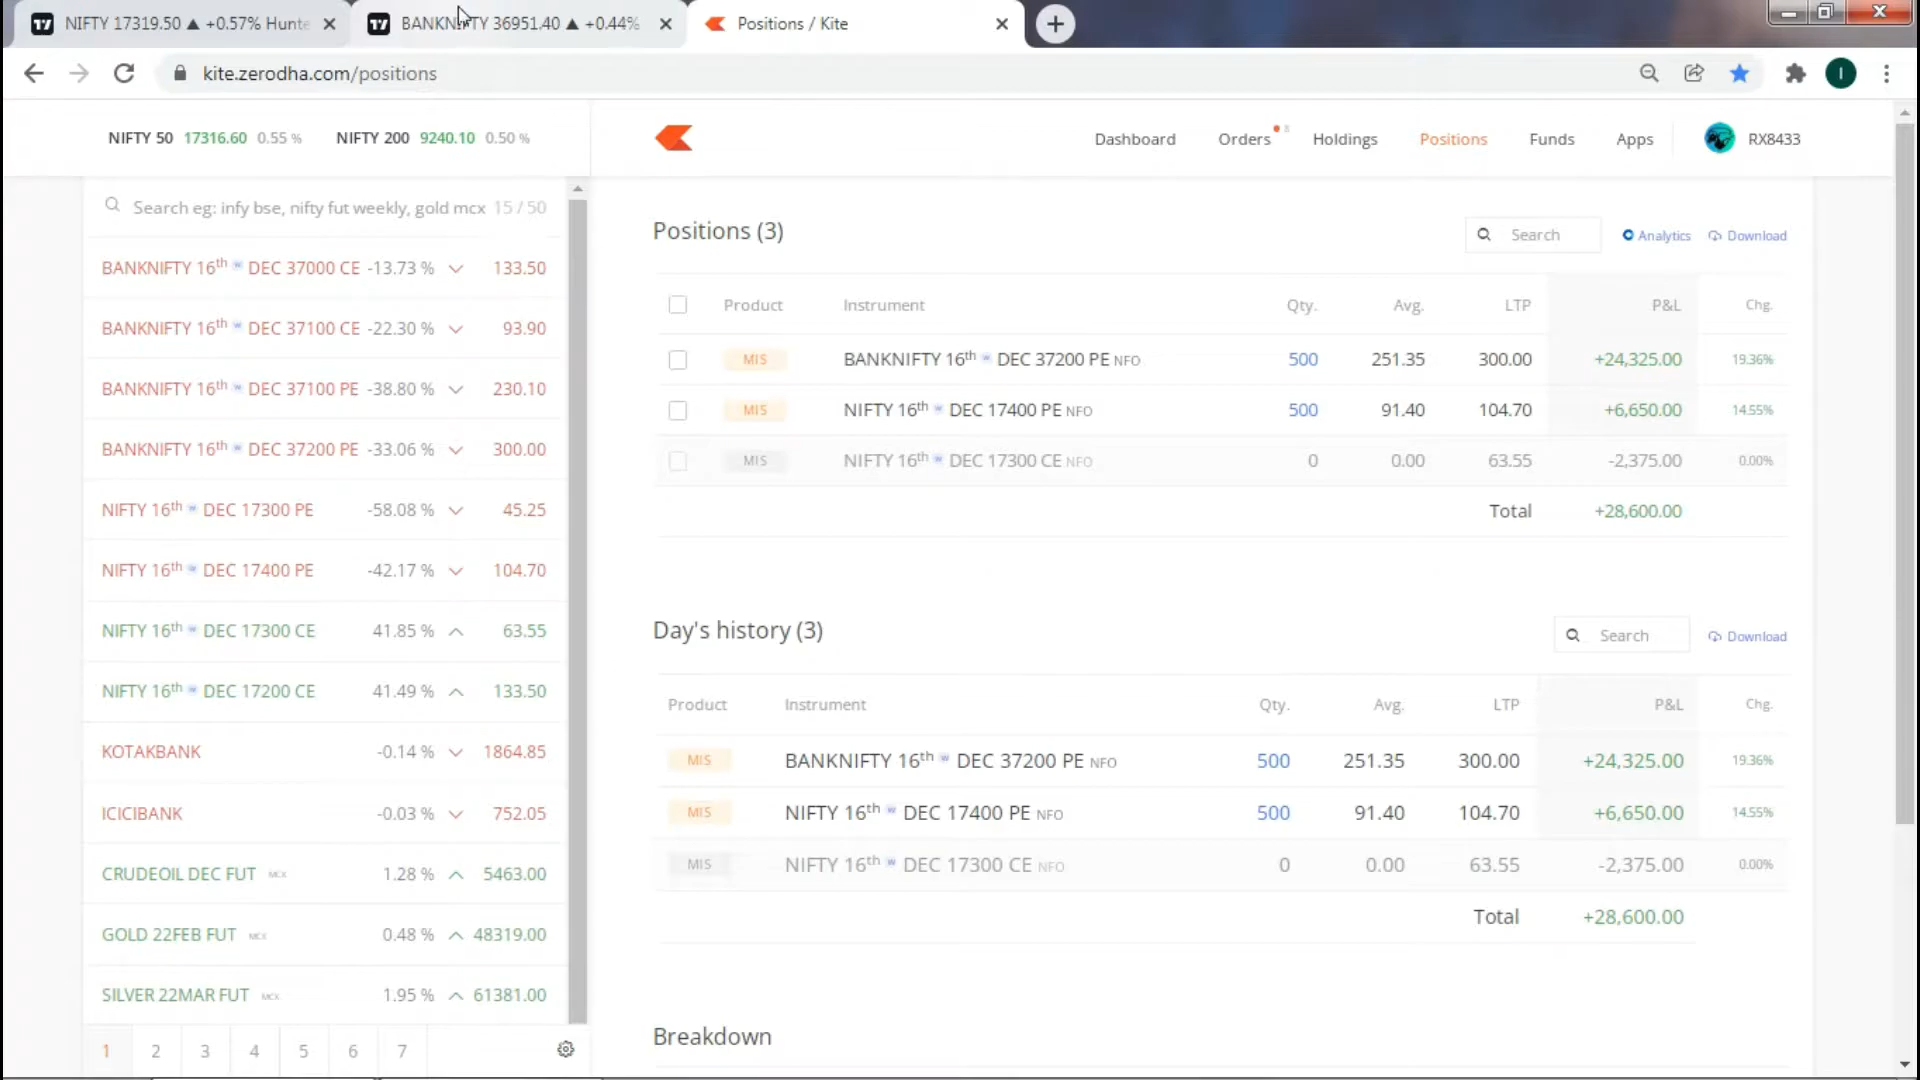 NIFTY 17319.50 ▲ +0.57% Hunte
BANKNIFTY 36951.40 ▲ +0.44%
Positions / Kite
kite.zerodha.com/positions
I
NIFTY 50 17316.60 0.55 % NIFTY 200 9240.10 0.50 %
Dashboard Orders 8 Holdings Positions Funds Apps RX8433
Search eg: infy bse, nifty fut weekly, gold mcx 15 / 50
BANKNIFTY 16th w DEC 37000 CE -13.73 % 133.50
BANKNIFTY 16th w DEC 37100 CE -22.30 % 93.90
BANKNIFTY 16th w DEC 37100 PE -38.80 % 230.10
BANKNIFTY 16th w DEC 37200 PE -33.06 % 300.00
NIFTY 16th w DEC 17300 PE -58.08 % 45.25
NIFTY 16th w DEC 17400 PE -42.17 % 104.70
NIFTY 16th w DEC 17300 CE 41.85 % 63.55
NIFTY 16th w DEC 17200 CE 41.49 % 133.50
KOTAKBANK -0.14 % 1864.85
ICICIBANK -0.03 % 752.05
CRUDEOIL DEC FUT MCX 1.28 % 5463.00
GOLD 22FEB FUT MCX 0.48 % 48319.00
SILVER 22MAR FUT MCX 1.95 % 61381.00
1 2 3 4 5 6 7
Positions (3)
Search Analytics Download
Product Instrument Qty. Avg. LTP P&L Chg.
MIS BANKNIFTY 16th w DEC 37200 PE NFO 500 251.35 300.00 +24,325.00 19.36%
MIS NIFTY 16th w DEC 17400 PE NFO 500 91.40 104.70 +6,650.00 14.55%
MIS NIFTY 16th w DEC 17300 CE NFO 0 0.00 63.55 -2,375.00 0.00%
Total +28,600.00
Day's history (3)
Search Download
Product Instrument Qty. Avg. LTP P&L Chg.
MIS BANKNIFTY 16th w DEC 37200 PE NFO 500 251.35 300.00 +24,325.00 19.36%
MIS NIFTY 16th w DEC 17400 PE NFO 500 91.40 104.70 +6,650.00 14.55%
MIS NIFTY 16th w DEC 17300 CE NFO 0 0.00 63.55 -2,375.00 0.00%
Total +28,600.00
Breakdown